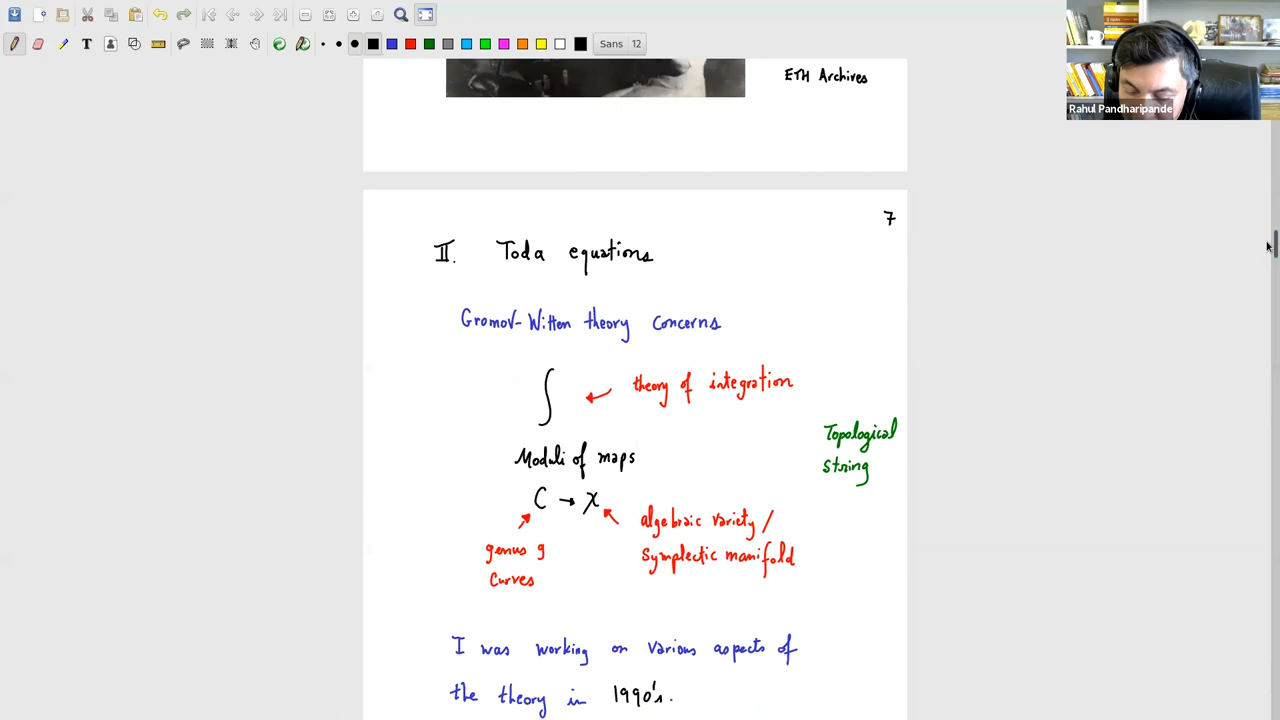 Sans 12
Rahul Pandharipande
ETH Archives
7
II. Toda equations
Gromov-Witten theory concerns
∫ ← theory of integration
Topological
string
Moduli of maps
C → X
algebraic variety /
symplectic manifold
genus g
curves
I was working on various aspects of
the theory in 1990's.